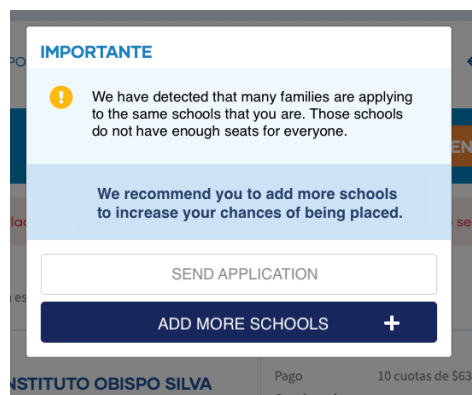 IMPORTANTE
We have detected that many families are applying
to the same schools that you are. Those schools
do not have enough seats for everyone.
We recommend you to add more schools
to increase your chances of being placed.
SEND APPLICATION
ADD MORE SCHOOLS +
Pago 10 cuotas de $63
NSTITUTO OBISPO SILVA